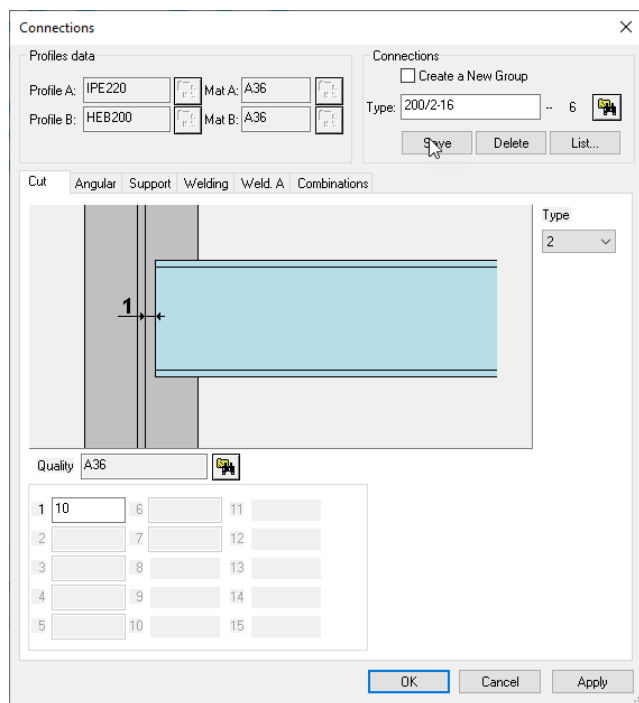 Connections
Profiles data
Profile A: IPE220 Mat A: A36
Profile B: HEB200 Mat B: A36
Connections
Create a New Group
Type: 200/2-16 -- 6
Save Delete List...
Cut Angular Support Welding Weld. A Combinations
Type
2
1
Quality A36
1 10 6 11
2 7 12
3 8 13
4 9 14
5 10 15
OK Cancel Apply